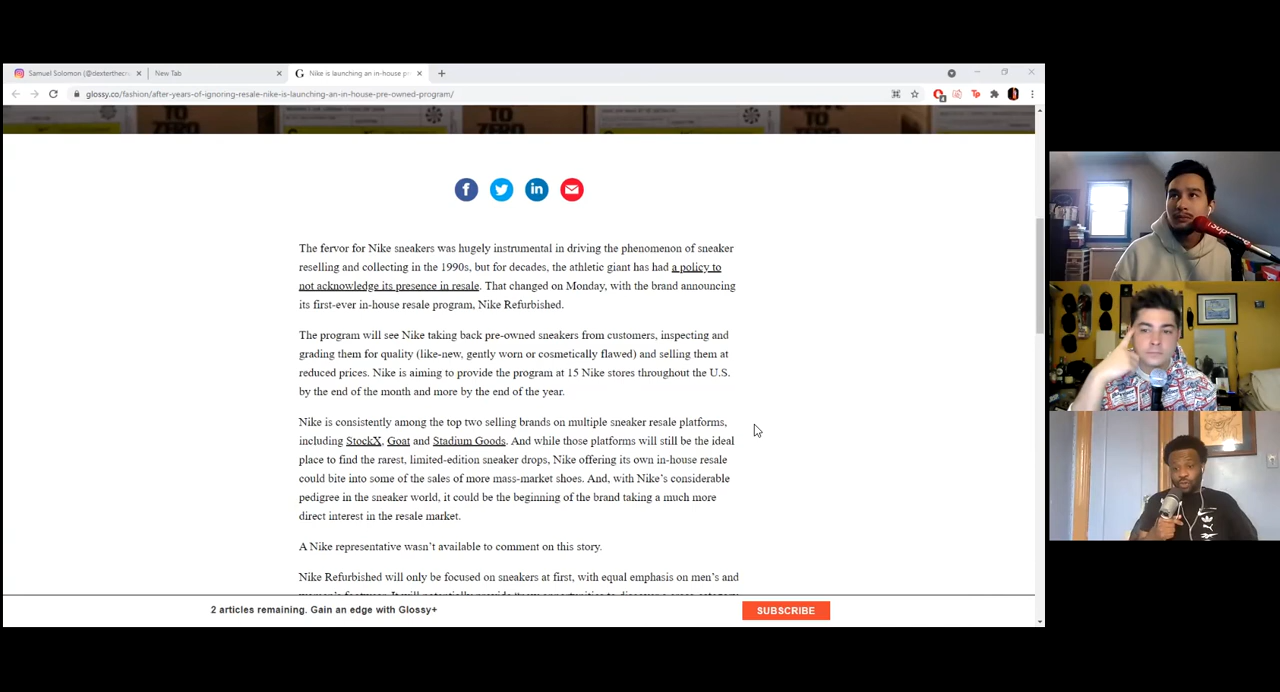 Samuel Solomon (@dexterthecr
New Tab
G Nike is launching an in-house pr
glossy.co/fashion/after-years-of-ignoring-resale-nike-is-launching-an-in-house-pre-owned-program/
TO ZERO
TO ZERO
The fervor for Nike sneakers was hugely instrumental in driving the phenomenon of sneaker
reselling and collecting in the 1990s, but for decades, the athletic giant has had a policy to
not acknowledge its presence in resale. That changed on Monday, with the brand announcing
its first-ever in-house resale program, Nike Refurbished.
The program will see Nike taking back pre-owned sneakers from customers, inspecting and
grading them for quality (like-new, gently worn or cosmetically flawed) and selling them at
reduced prices. Nike is aiming to provide the program at 15 Nike stores throughout the U.S.
by the end of the month and more by the end of the year.
Nike is consistently among the top two selling brands on multiple sneaker resale platforms,
including StockX, Goat and Stadium Goods. And while those platforms will still be the ideal
place to find the rarest, limited-edition sneaker drops, Nike offering its own in-house resale
could bite into some of the sales of more mass-market shoes. And, with Nike's considerable
pedigree in the sneaker world, it could be the beginning of the brand taking a much more
direct interest in the resale market.
A Nike representative wasn't available to comment on this story.
Nike Refurbished will only be focused on sneakers at first, with equal emphasis on men's and
2 articles remaining. Gain an edge with Glossy+
SUBSCRIBE
Supreme